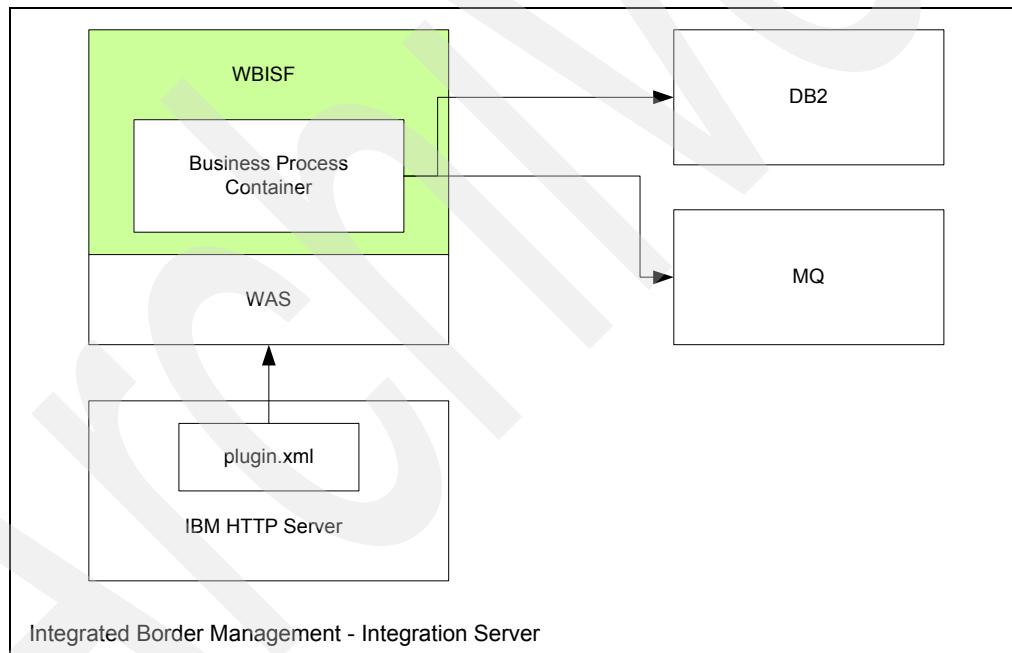 WBISF
Business Process
Container
DB2
MQ
WAS
plugin.xml
IBM HTTP Server
Integrated Border Management - Integration Server